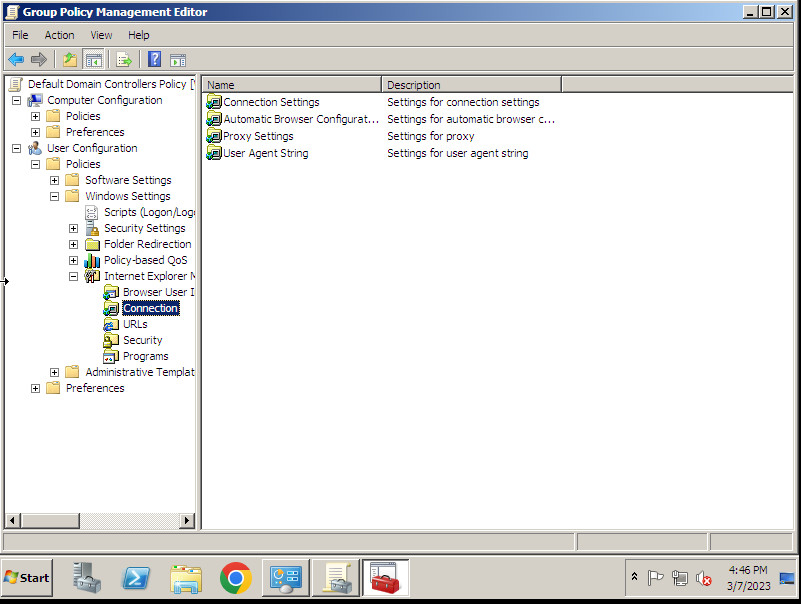 Group Policy Management Editor
File Action View Help
Default Domain Controllers Policy [
Computer Configuration
Policies
Preferences
User Configuration
Policies
Software Settings
Windows Settings
Scripts (Logon/Log
Security Settings
Folder Redirection
Policy-based QoS
Internet Explorer M
Browser User I
Connection
URLs
Security
Programs
Administrative Templat
Preferences
Name Description
Connection Settings Settings for connection settings
Automatic Browser Configurat... Settings for automatic browser c...
Proxy Settings Settings for proxy
User Agent String Settings for user agent string
Start
4:46 PM
3/7/2023